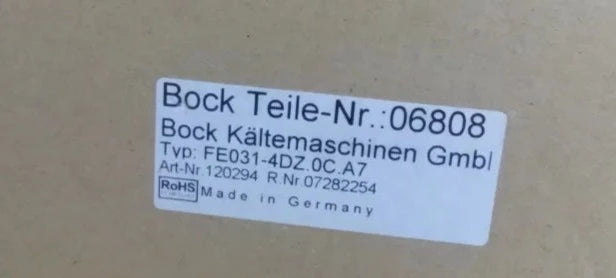 Bock Teile-Nr.:06808
Bock Kältemaschinen Gmbl
Typ: FE031-4DZ.0C.A7
Art-Nr.120294 R.Nr 07282254
RoHS Made in Germany